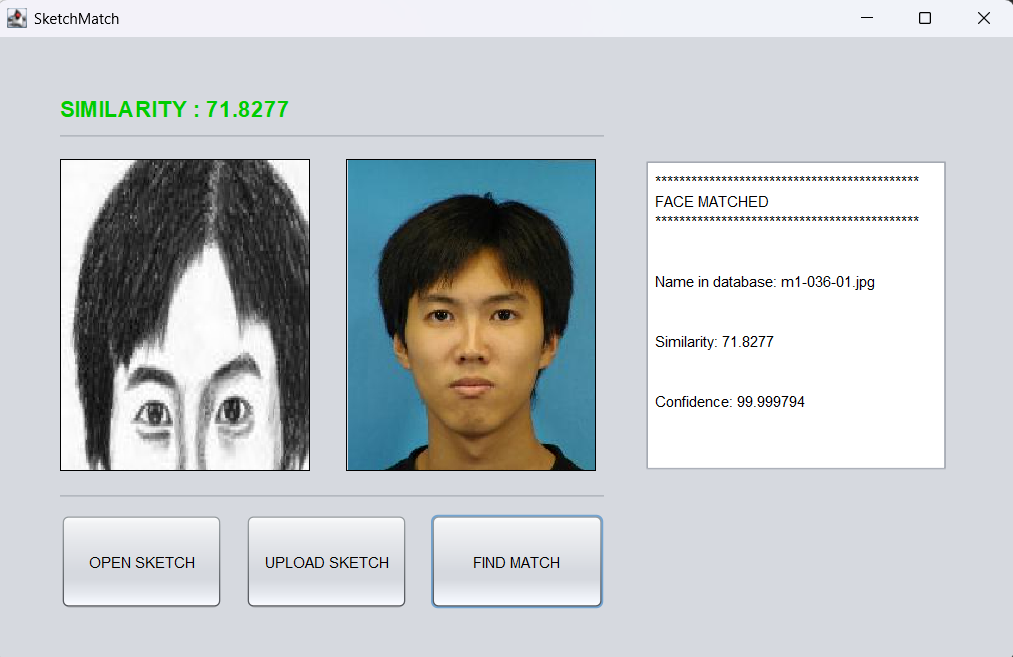 SketchMatch
SIMILARITY : 71.8277
********************************************
FACE MATCHED
********************************************
Name in database: m1-036-01.jpg
Similarity: 71.8277
Confidence: 99.999794
OPEN SKETCH
UPLOAD SKETCH
FIND MATCH